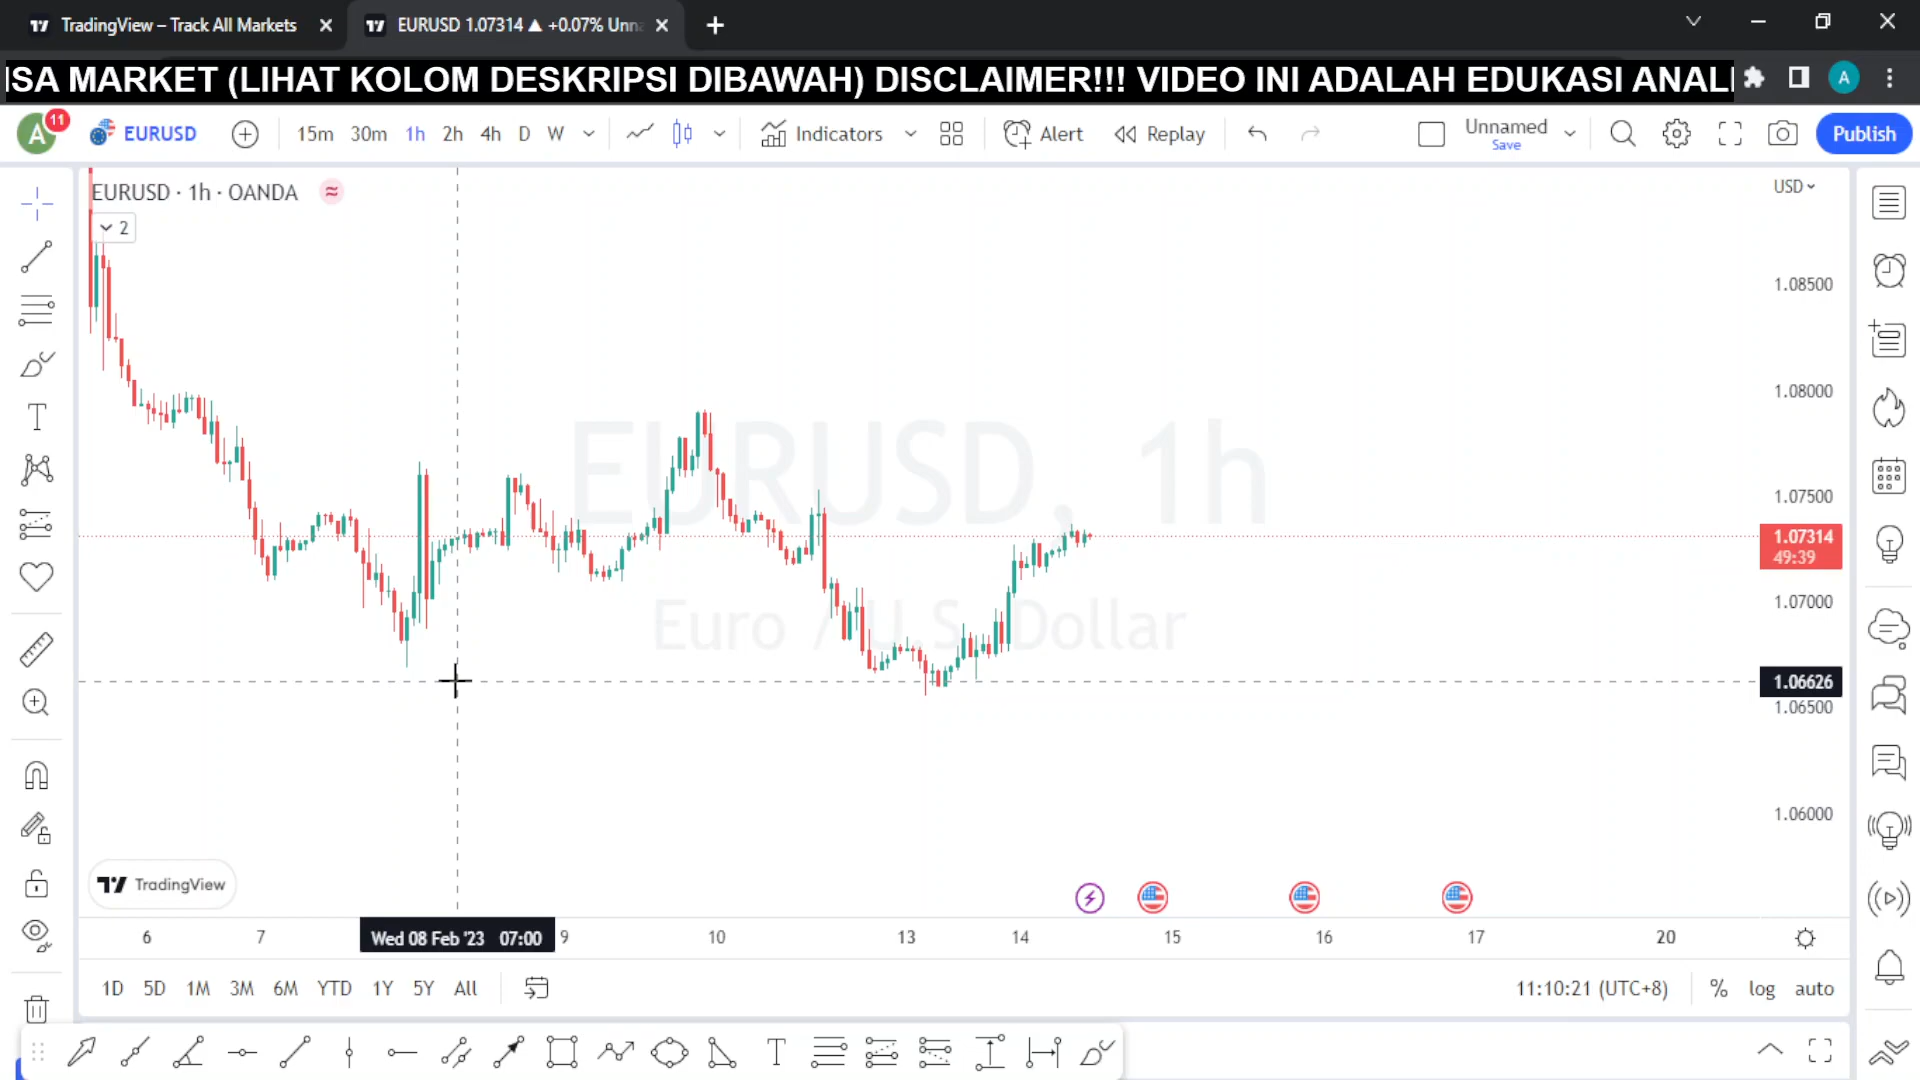 TradingView – Track All Markets
EURUSD 1.07314 ▲ +0.07% Unn
ISA MARKET (LIHAT KOLOM DESKRIPSI DIBAWAH) DISCLAIMER!!! VIDEO INI ADALAH EDUKASI ANALI
A
A 11 EURUSD 15m 30m 1h 2h 4h D W Indicators Alert Replay Unnamed Save Publish
EURUSD · 1h · OANDA
USD
2
1.08500
1.08000
EURUSD, 1h
1.07500
1.07314
49:39
1.07000
Euro / U.S. Dollar
1.06626
1.06500
1.06000
TradingView
6 7 Wed 08 Feb '23 07:00 9 10 13 14 15 16 17 20
1D 5D 1M 3M 6M YTD 1Y 5Y All 11:10:21 (UTC+8) % log auto